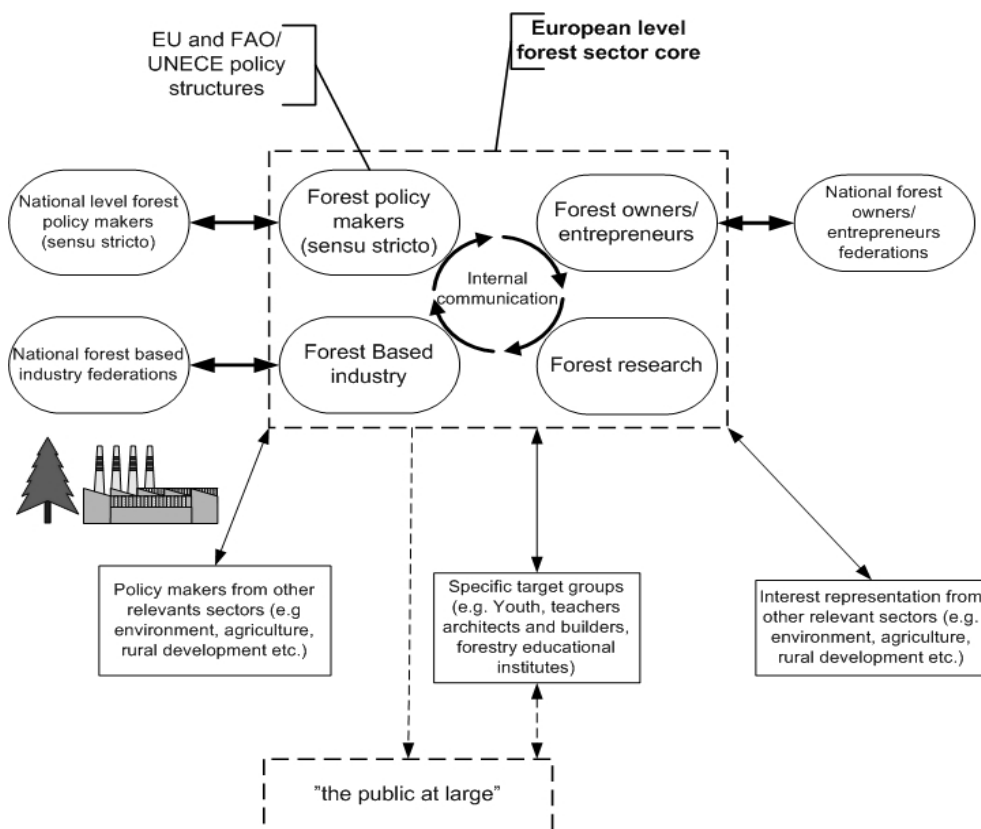 EU and FAO/
UNECE policy
structures
European level
forest sector core
National level forest
policy makers
(sensu stricto)
Forest policy
makers
(sensu stricto)
Forest owners/
entrepreneurs
National forest
owners/
entrepreneurs
federations
Internal
communication
National forest based
industry federations
Forest Based
industry
Forest research
Policy makers from other
relevants sectors (e.g
environment, agriculture,
rural development etc.)
Specific target groups
(e.g. Youth, teachers
architects and builders,
forestry educational
institutes)
Interest representation from
other relevant sectors (e.g.
environment, agriculture,
rural development etc.)
”the public at large”